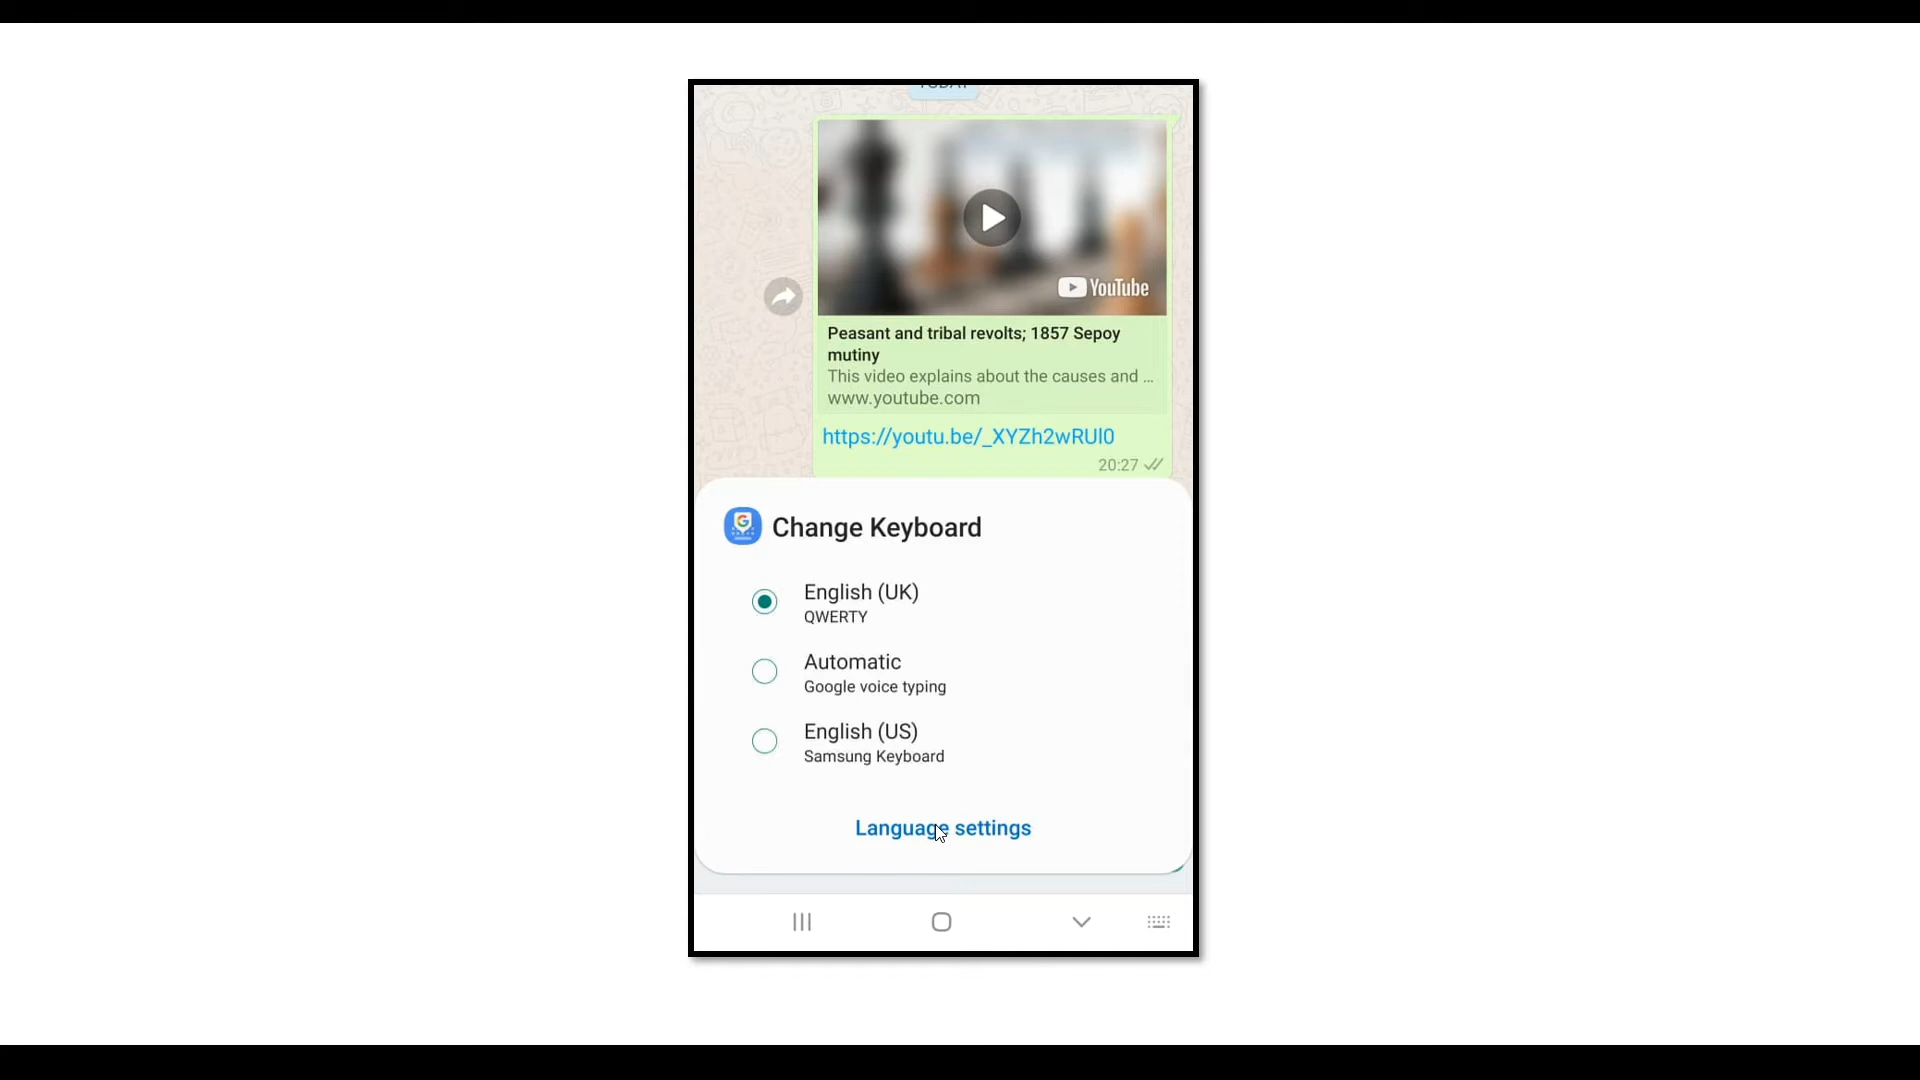 TODAY
YouTube
Peasant and tribal revolts; 1857 Sepoy
mutiny
This video explains about the causes and ...
www.youtube.com
https://youtu.be/_XYZh2wRUl0
20:27
Change Keyboard
English (UK)
QWERTY
Automatic
Google voice typing
English (US)
Samsung Keyboard
Language settings